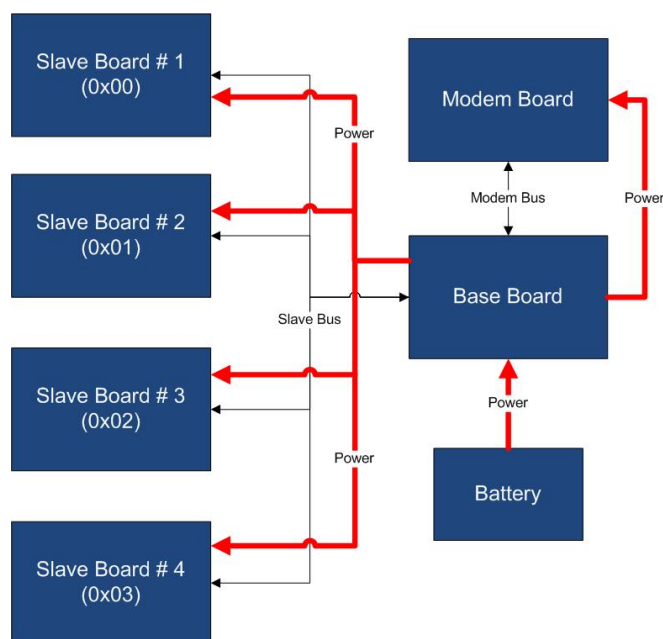 Slave Board # 1
(0x00)
Modem Board
Power
Slave Board # 2
(0x01)
Modem Bus
Power
Base Board
Slave Bus
Slave Board # 3
(0x02)
Power
Power
Battery
Slave Board # 4
(0x03)